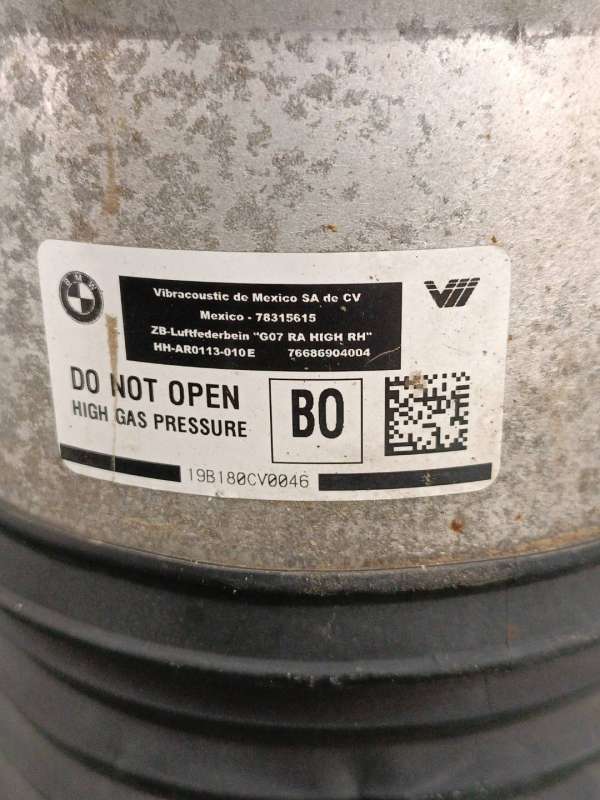 BMW
Vibracoustic de Mexico SA de CV
Mexico - 78315615
ZB-Luftfederbein "G07 RA HIGH RH"
HH-AR0113-010E 76686904004
DO NOT OPEN
HIGH GAS PRESSURE
BO
19B180CV0046